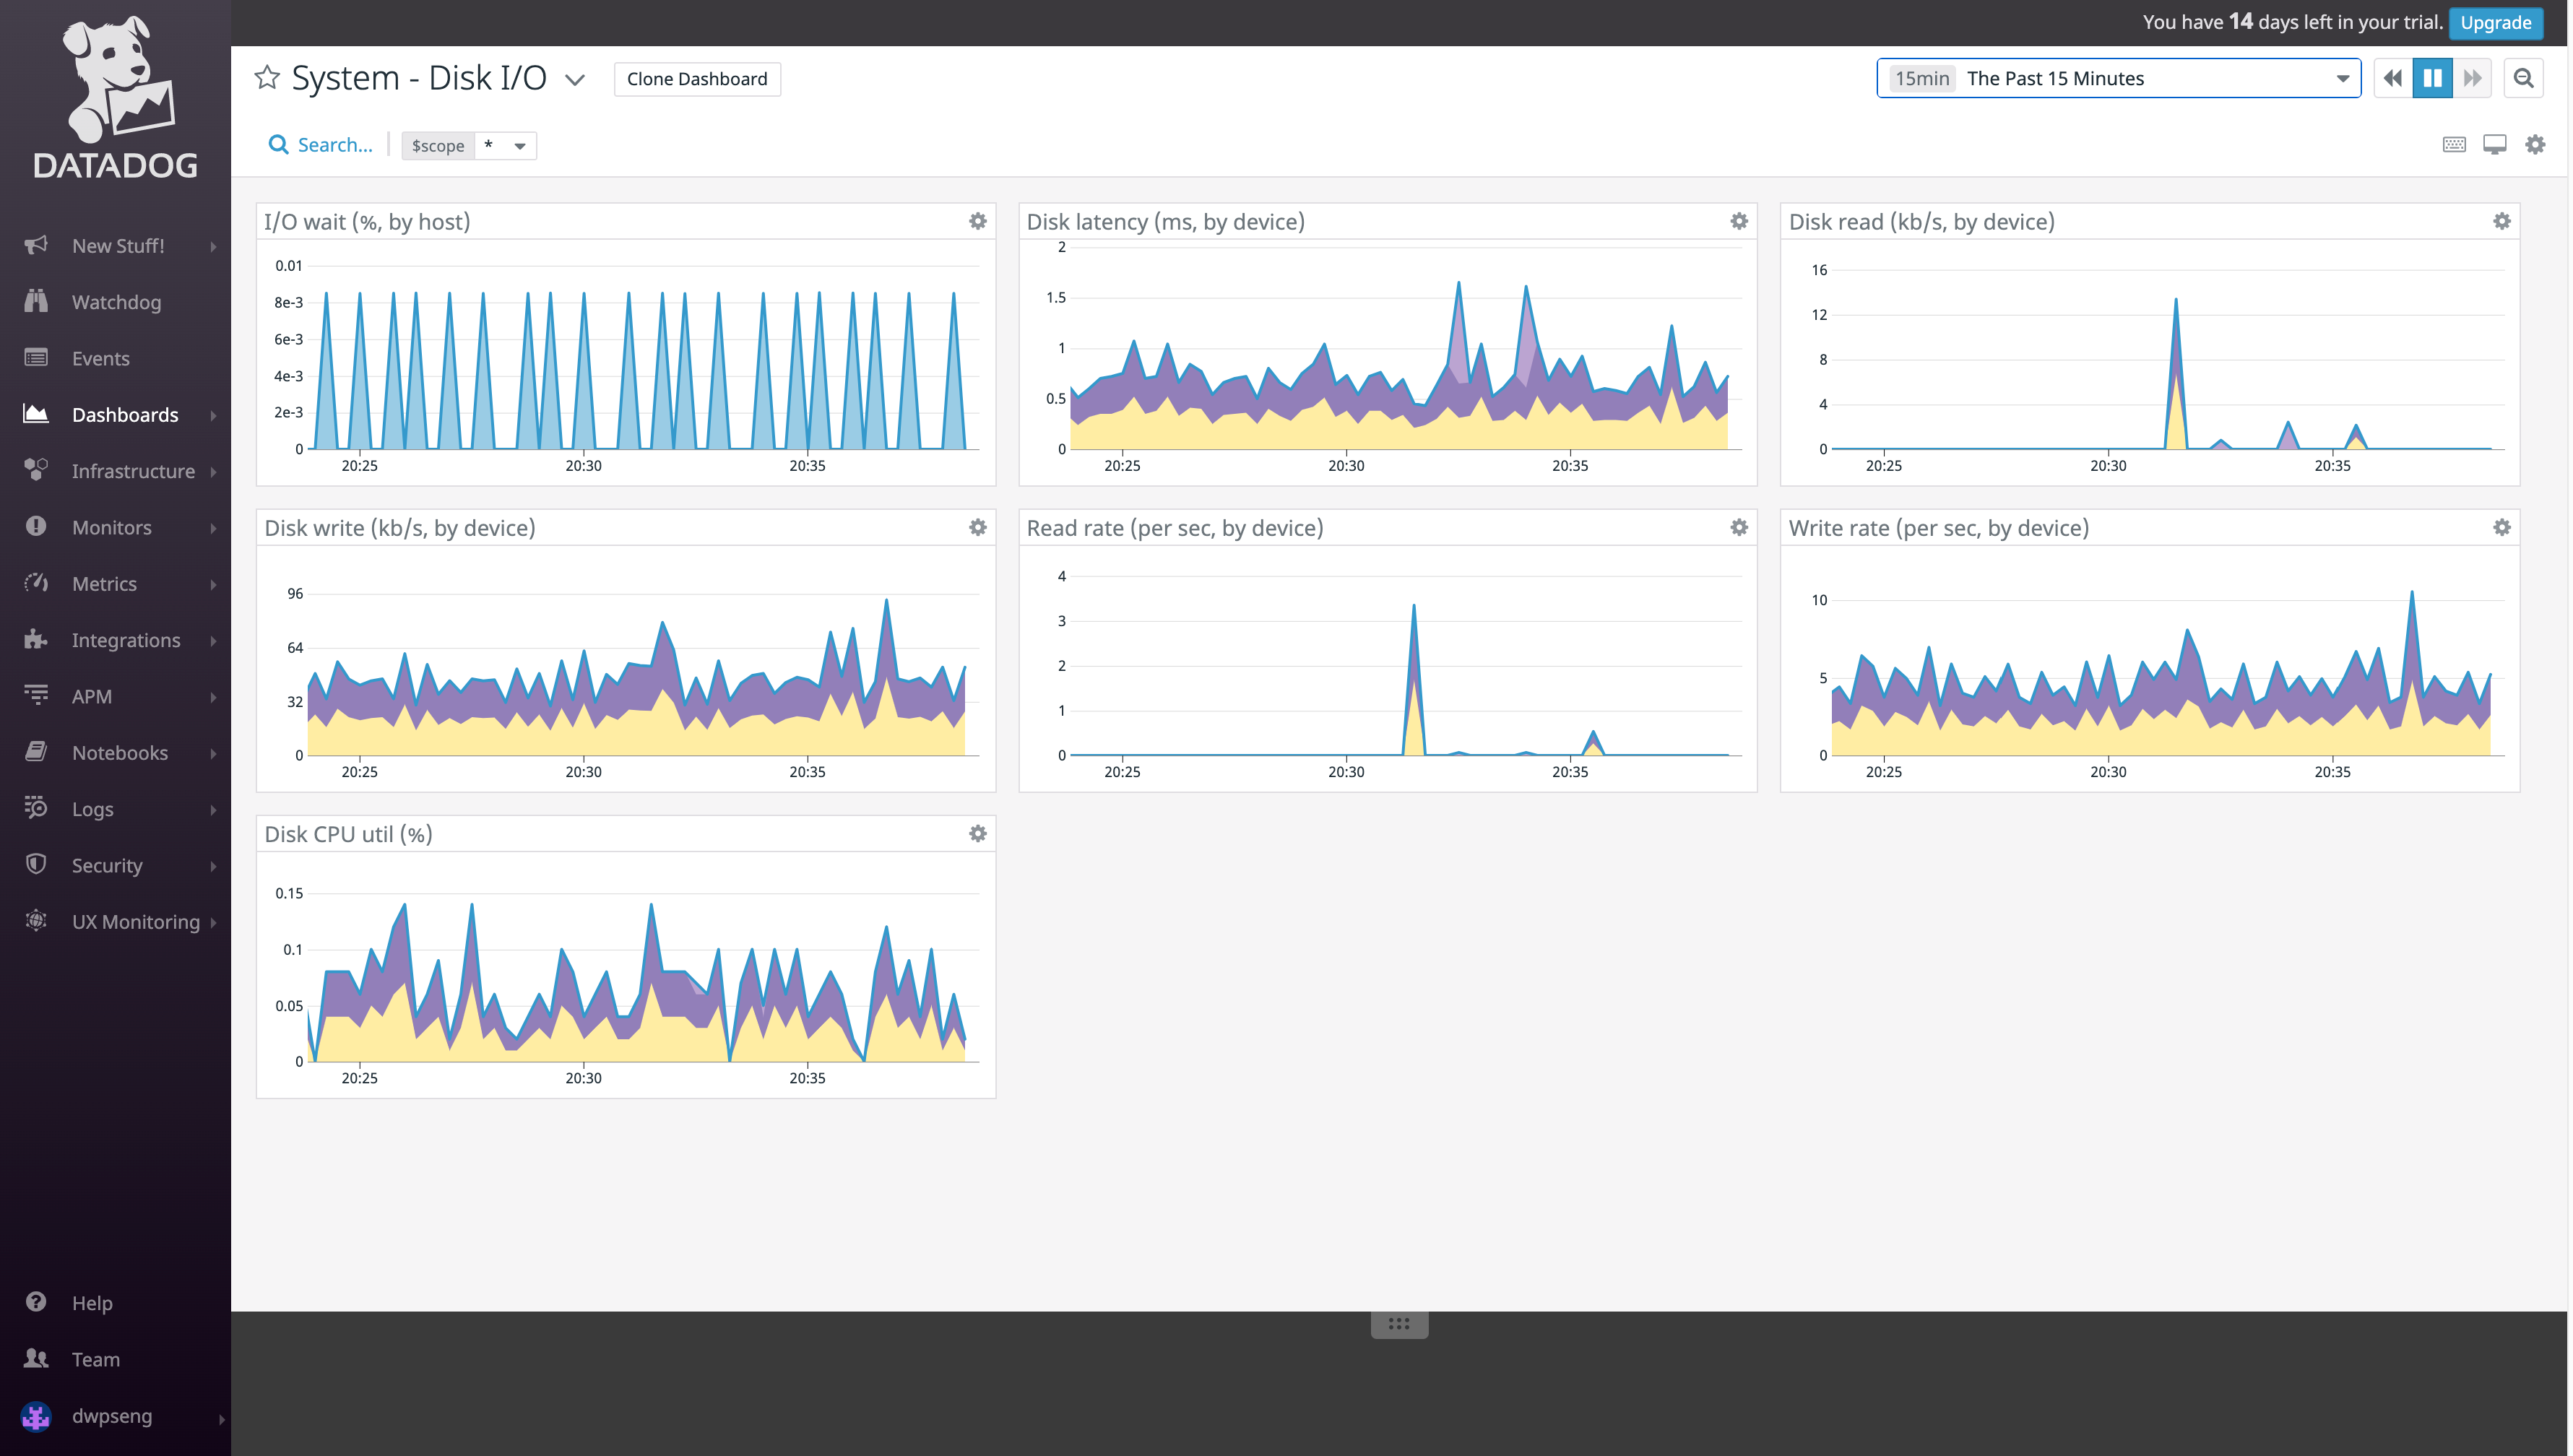 DATADOG
New Stuff!
Watchdog
Events
Dashboards
Infrastructure
Monitors
Metrics
Integrations
APM
Notebooks
Logs
Security
UX Monitoring
Help
Team
dwpseng
You have 14 days left in your trial. Upgrade
System - Disk I/O Clone Dashboard
15min The Past 15 Minutes
Search... $scope *
I/O wait (%, by host)
0.01
8e-3
6e-3
4e-3
2e-3
0
20:25 20:30 20:35
Disk latency (ms, by device)
2
1.5
1
0.5
0
20:25 20:30 20:35
Disk read (kb/s, by device)
16
12
8
4
0
20:25 20:30 20:35
Disk write (kb/s, by device)
96
64
32
0
20:25 20:30 20:35
Read rate (per sec, by device)
4
3
2
1
0
20:25 20:30 20:35
Write rate (per sec, by device)
10
5
0
20:25 20:30 20:35
Disk CPU util (%)
0.15
0.1
0.05
0
20:25 20:30 20:35